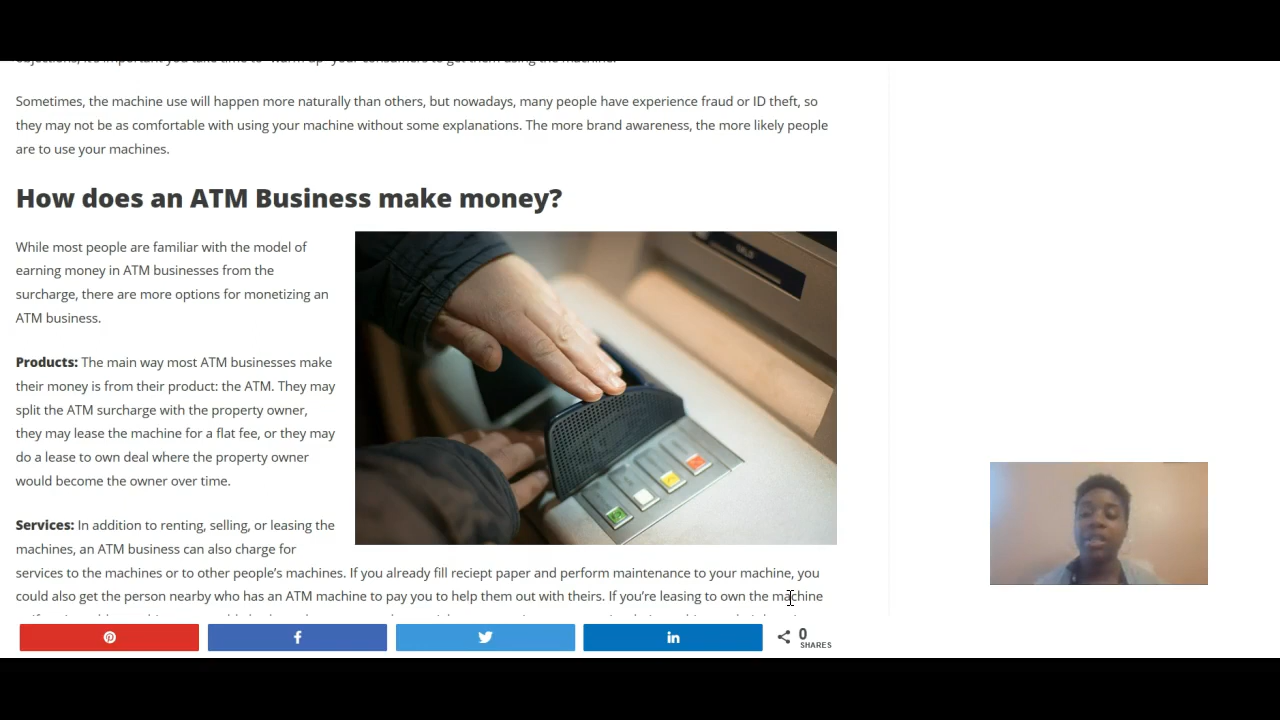 Sometimes, the machine use will happen more naturally than others, but nowadays, many people have experience fraud or ID theft, so
they may not be as comfortable with using your machine without some explanations. The more brand awareness, the more likely people
are to use your machines.
How does an ATM Business make money?
While most people are familiar with the model of
earning money in ATM businesses from the
surcharge, there are more options for monetizing an
ATM business.
Products: The main way most ATM businesses make
their money is from their product: the ATM. They may
split the ATM surcharge with the property owner,
they may lease the machine for a flat fee, or they may
do a lease to own deal where the property owner
would become the owner over time.
Services: In addition to renting, selling, or leasing the
machines, an ATM business can also charge for
services to the machines or to other people's machines. If you already fill reciept paper and perform maintenance to your machine, you
could also get the person nearby who has an ATM machine to pay you to help them out with theirs. If you're leasing to own the machine
0
SHARES